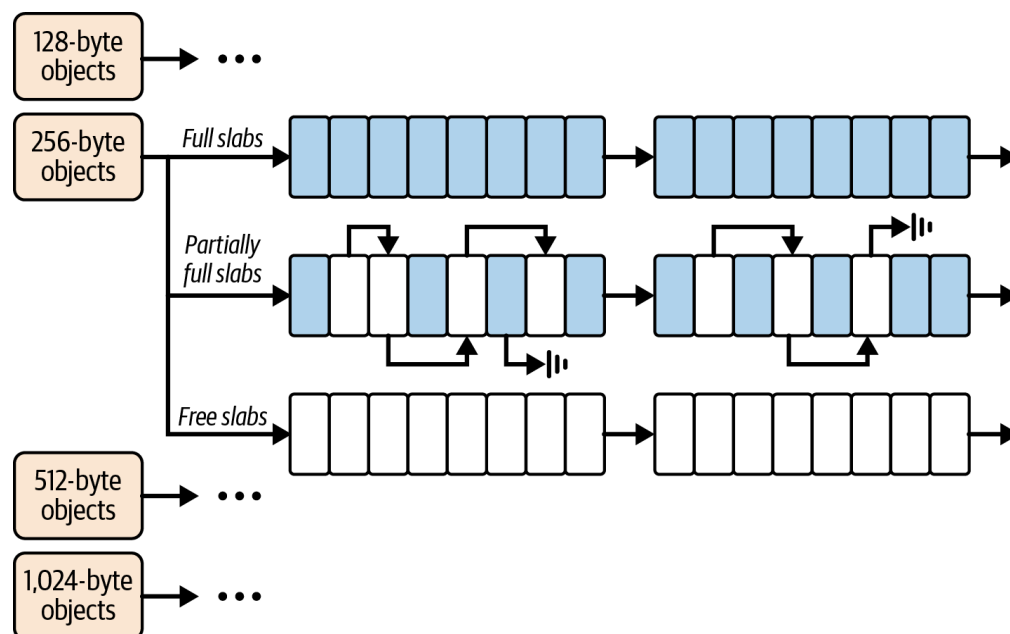 128-byte
objects
256-byte
objects
Full slabs
Partially
full slabs
Free slabs
512-byte
objects
1,024-byte
objects